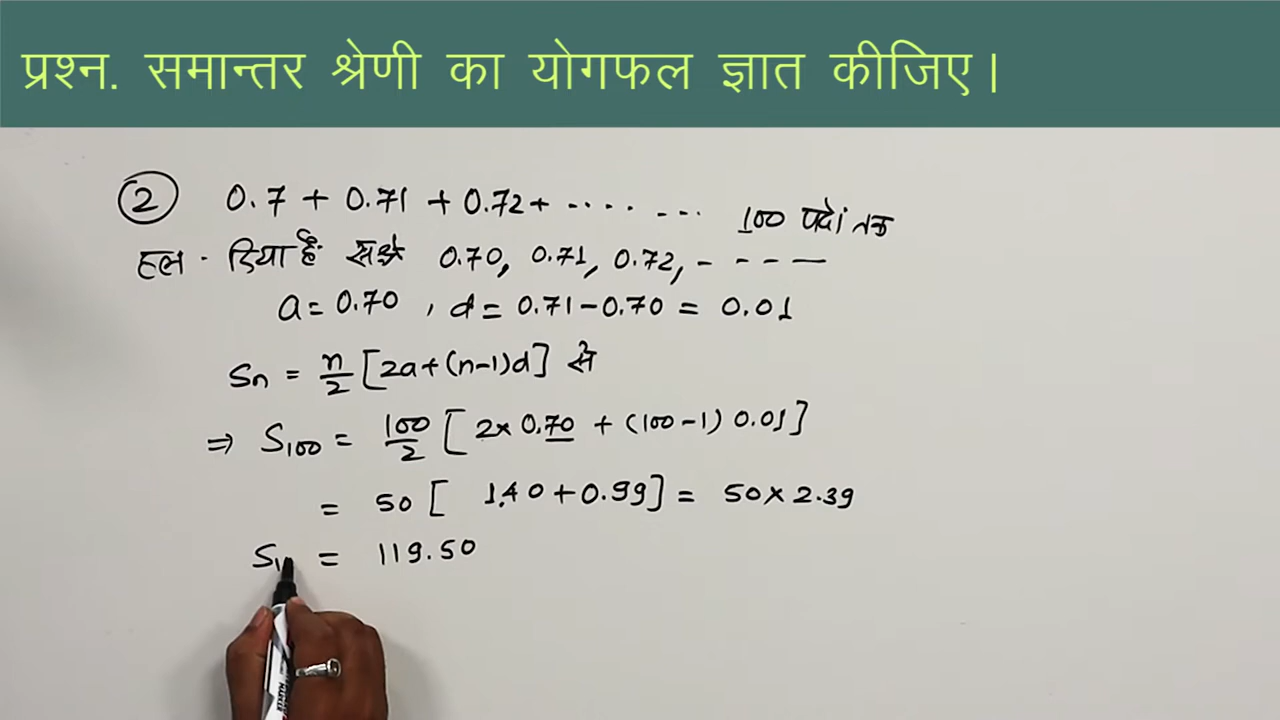 प्रश्न. समान्तर श्रेणी का योगफल ज्ञात कीजिए।
② 0.7 + 0.71 + 0.72 + ....... 100 पदों तक
हल - दिया है 0.70, 0.71, 0.72, - - - —
a = 0.70 , d = 0.71 - 0.70 = 0.01
Sn = n/2 [2a+(n-1)d] से
⇒ S100 = 100/2 [2× 0.70 + (100-1) 0.01]
= 50 [ 1.40 + 0.99] = 50 × 2.39
S1 = 119.50